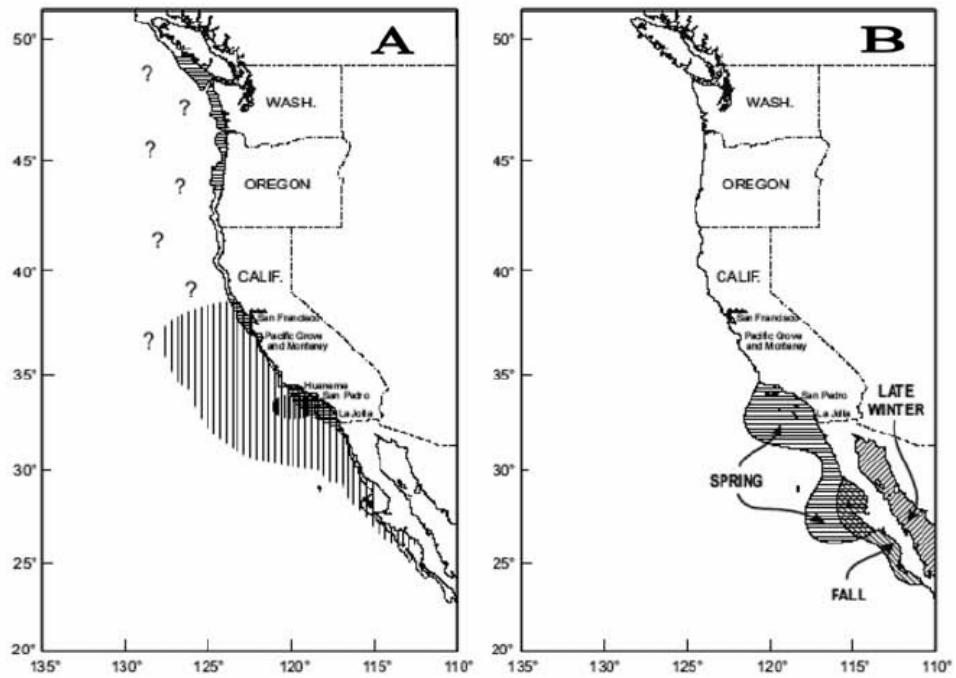 A
50°
?
?
WASH.
?
45°
?
OREGON
?
40°
CALIF.
?
San Francisco
?
Pacific Grove
and Monterey
35°
Hueneme
San Pedro
La Jolla
30°
25°
20°
135°
130°
125°
120°
115°
110°
B
50°
WASH.
45°
OREGON
40°
CALIF.
San Francisco
Pacific Grove
and Monterey
35°
San Pedro
La Jolla
LATE
WINTER
30°
SPRING
25°
FALL
20°
135°
130°
125°
120°
115°
110°